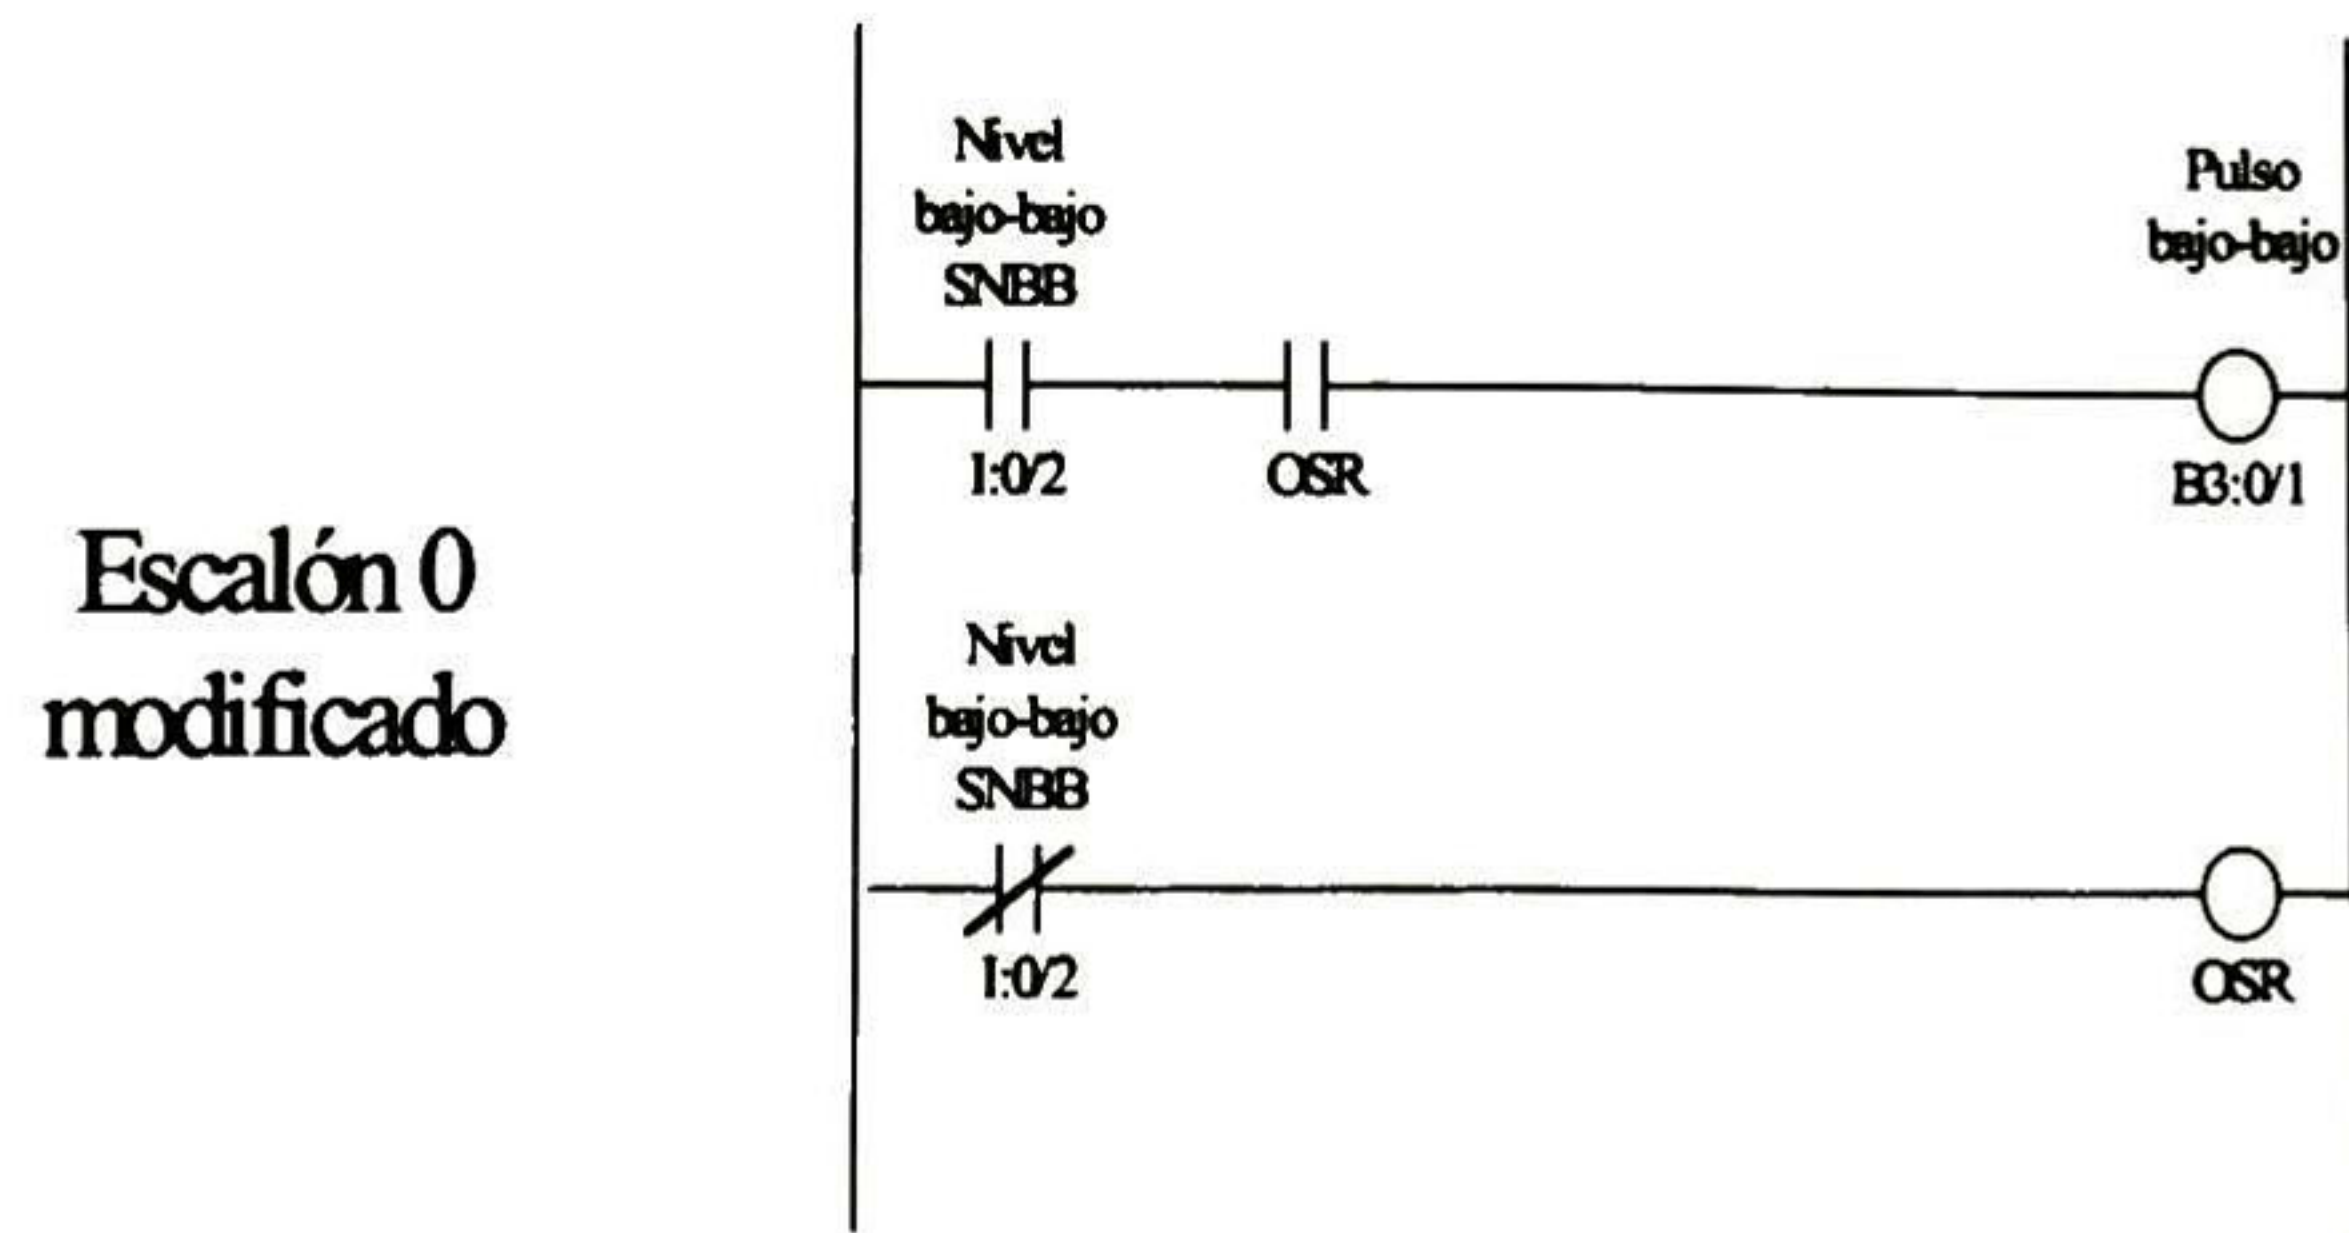 Escalón 0
modificado
Nivel
bajo-bajo
SNBB
Pulso
bajo-bajo
I:0/2
OSR
B3:0/1
Nivel
bajo-bajo
SNBB
I:0/2
OSR